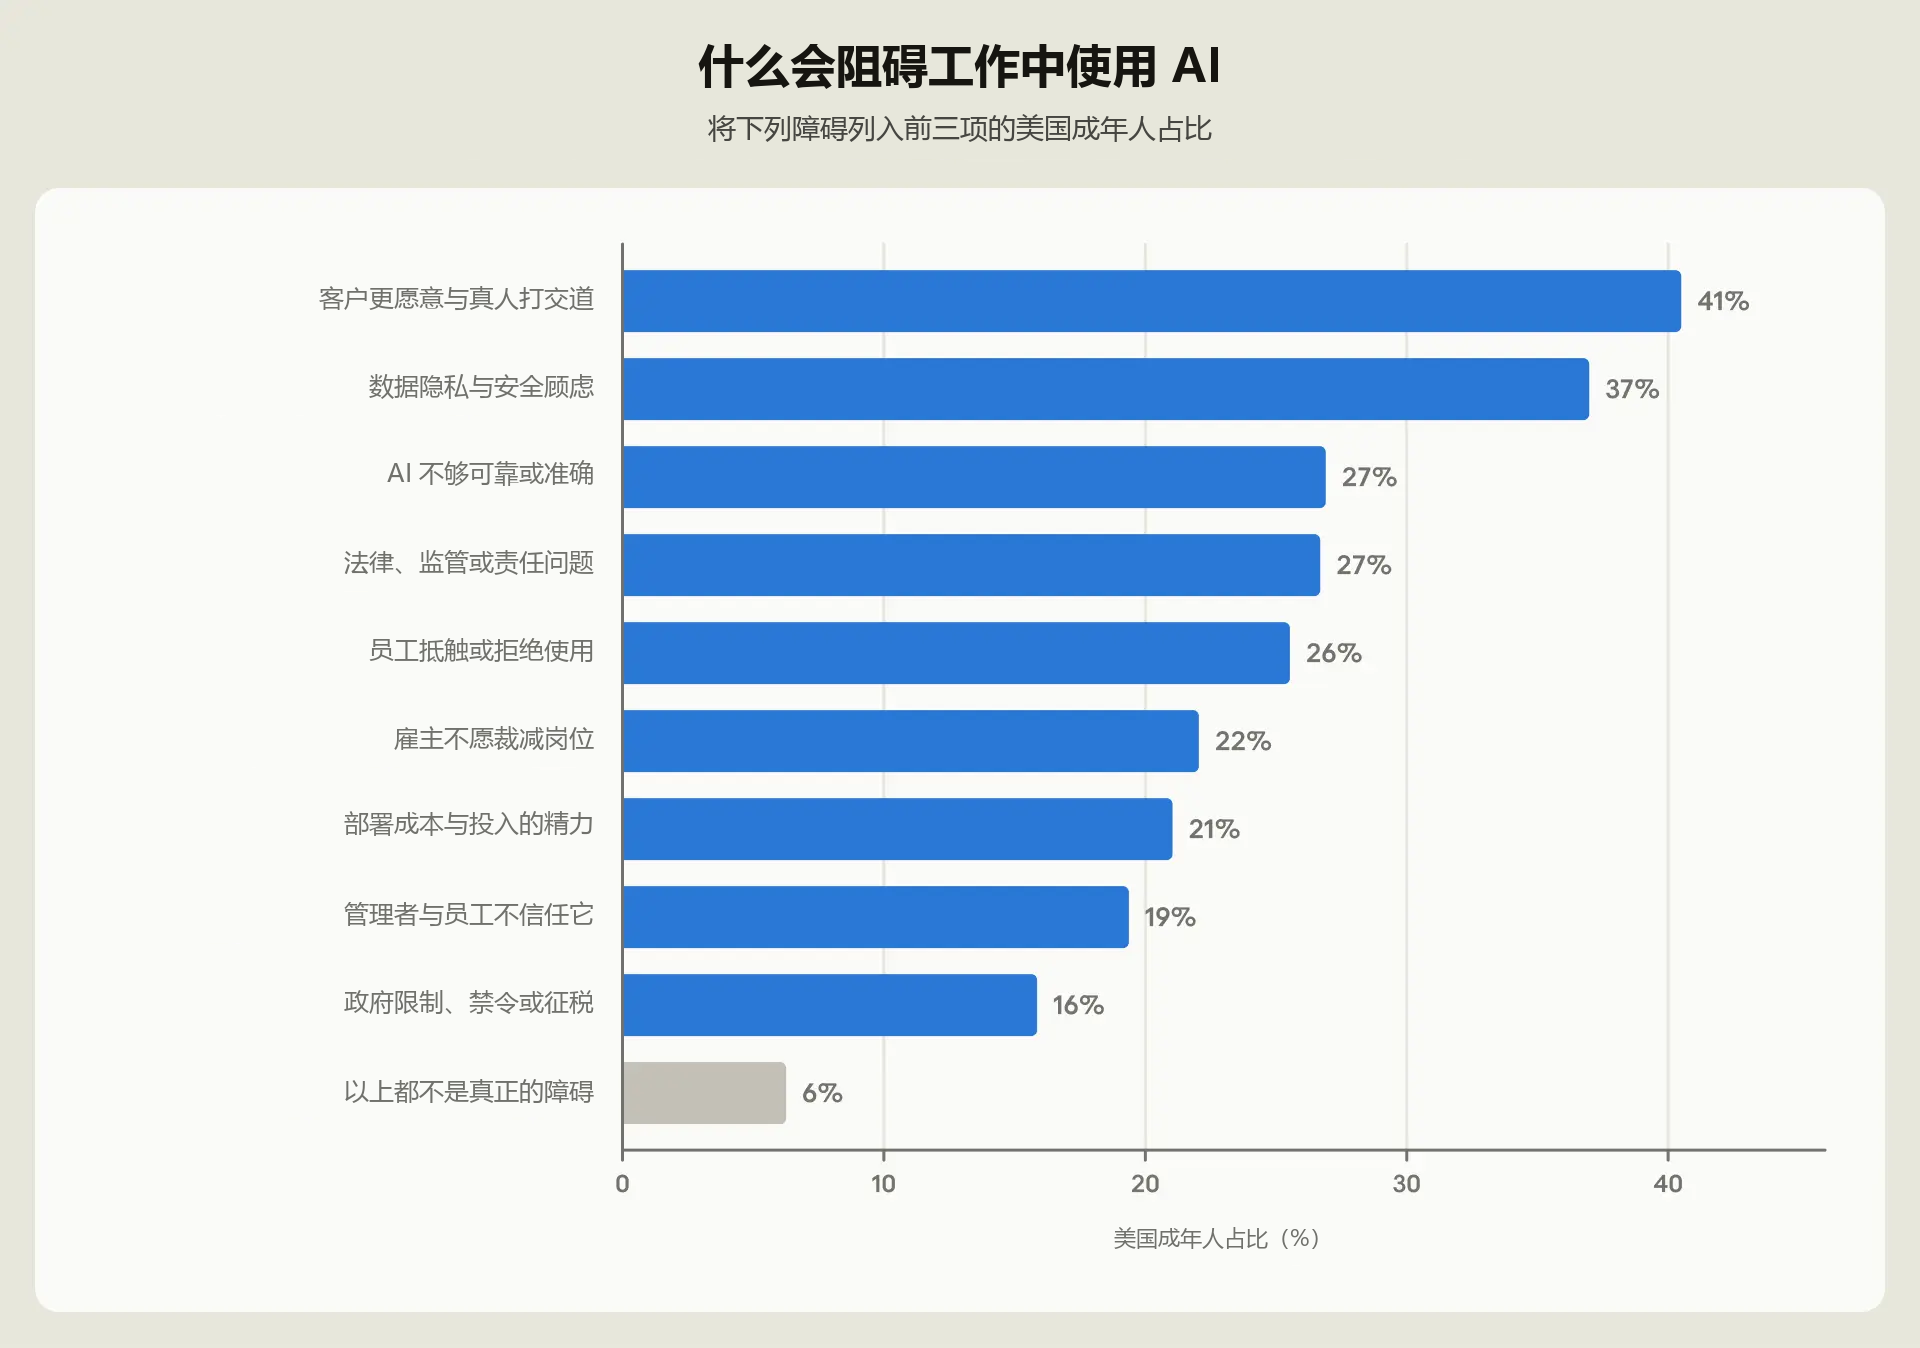 什么会阻碍工作中使用 AI
将下列障碍列入前三项的美国成年人占比
客户更愿意与真人打交道 41%
数据隐私与安全顾虑 37%
AI 不够可靠或准确 27%
法律、监管或责任问题 27%
员工抵触或拒绝使用 26%
雇主不愿裁减岗位 22%
部署成本与投入的精力 21%
管理者与员工不信任它 19%
政府限制、禁令或征税 16%
以上都不是真正的障碍 6%
0 10 20 30 40
美国成年人占比（%）